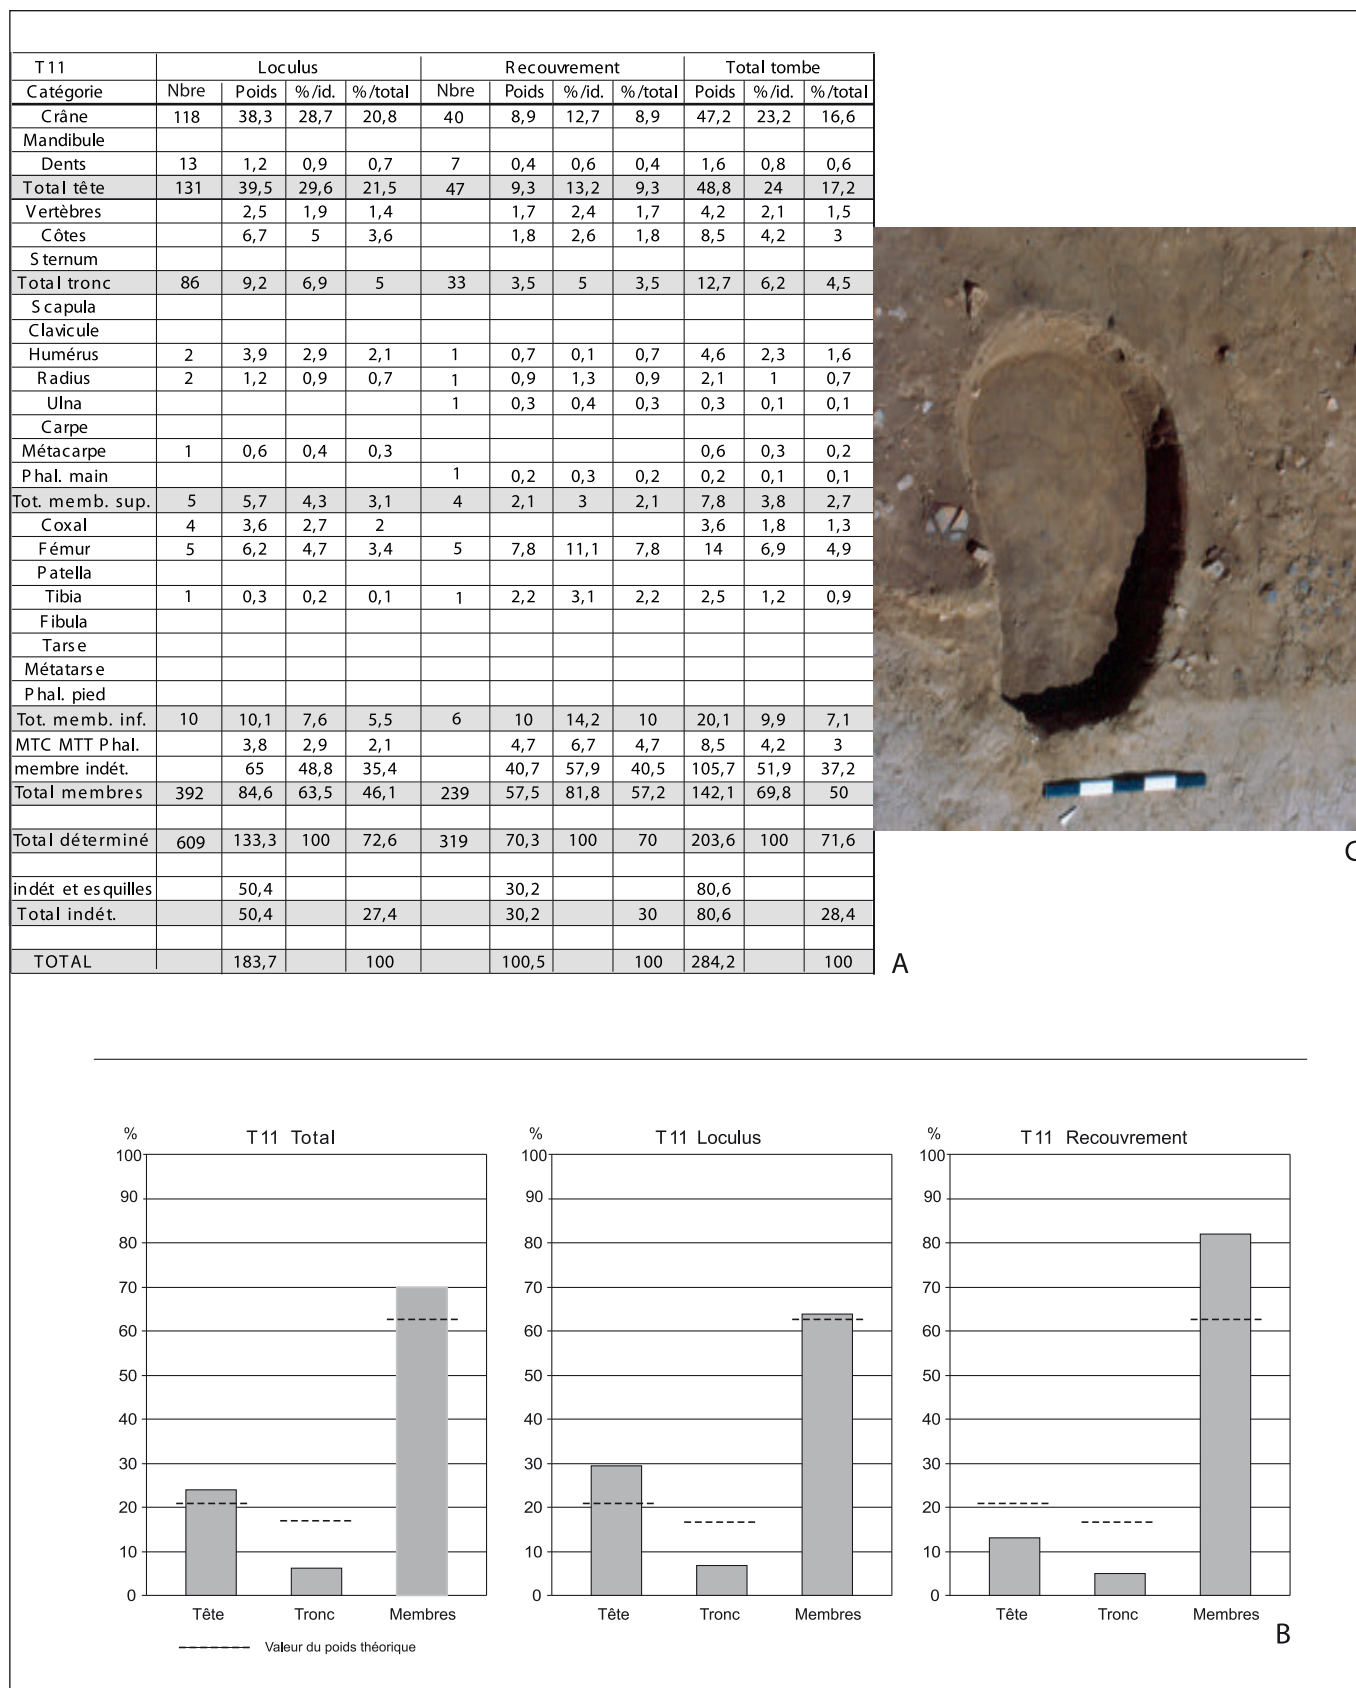 T11 Loculus Recouvrement Total tombe
Catégorie Nbre Poids %/id. %/total Nbre Poids %/id. %/total Poids %/id. %/total
Crâne 118 38,3 28,7 20,8 40 8,9 12,7 8,9 47,2 23,2 16,6
Mandibule
Dents 13 1,2 0,9 0,7 7 0,4 0,6 0,4 1,6 0,8 0,6
Total tête 131 39,5 29,6 21,5 47 9,3 13,2 9,3 48,8 24 17,2
Vertèbres 2,5 1,9 1,4 1,7 2,4 1,7 4,2 2,1 1,5
Côtes 6,7 5 3,6 1,8 2,6 1,8 8,5 4,2 3
Sternum
Total tronc 86 9,2 6,9 5 33 3,5 5 3,5 12,7 6,2 4,5
Scapula
Clavicule
Humérus 2 3,9 2,9 2,1 1 0,7 0,1 0,7 4,6 2,3 1,6
Radius 2 1,2 0,9 0,7 1 0,9 1,3 0,9 2,1 1 0,7
Ulna 1 0,3 0,4 0,3 0,3 0,1 0,1
Carpe
Métacarpe 1 0,6 0,4 0,3 0,6 0,3 0,2
Phal. main 1 0,2 0,3 0,2 0,2 0,1 0,1
Tot. memb. sup. 5 5,7 4,3 3,1 4 2,1 3 2,1 7,8 3,8 2,7
Coxal 4 3,6 2,7 2 3,6 1,8 1,3
Fémur 5 6,2 4,7 3,4 5 7,8 11,1 7,8 14 6,9 4,9
Patella
Tibia 1 0,3 0,2 0,1 1 2,2 3,1 2,2 2,5 1,2 0,9
Fibula
Tarse
Métatarse
Phal. pied
Tot. memb. inf. 10 10,1 7,6 5,5 6 10 14,2 10 20,1 9,9 7,1
MTC MTT Phal. 3,8 2,9 2,1 4,7 6,7 4,7 8,5 4,2 3
membre indét. 65 48,8 35,4 40,7 57,9 40,5 105,7 51,9 37,2
Total membres 392 84,6 63,5 46,1 239 57,5 81,8 57,2 142,1 69,8 50
Total déterminé 609 133,3 100 72,6 319 70,3 100 70 203,6 100 71,6
indét et esquilles 50,4 30,2 80,6
Total indét. 50,4 27,4 30,2 30 80,6 28,4
TOTAL 183,7 100 100,5 100 284,2 100
A
C
% T11 Total
100
90
80
70
60
50
40
30
20
10
0
Tête Tronc Membres
% T11 Loculus
100
90
80
70
60
50
40
30
20
10
0
Tête Tronc Membres
% T11 Recouvrement
100
90
80
70
60
50
40
30
20
10
0
Tête Tronc Membres
Valeur du poids théorique
B